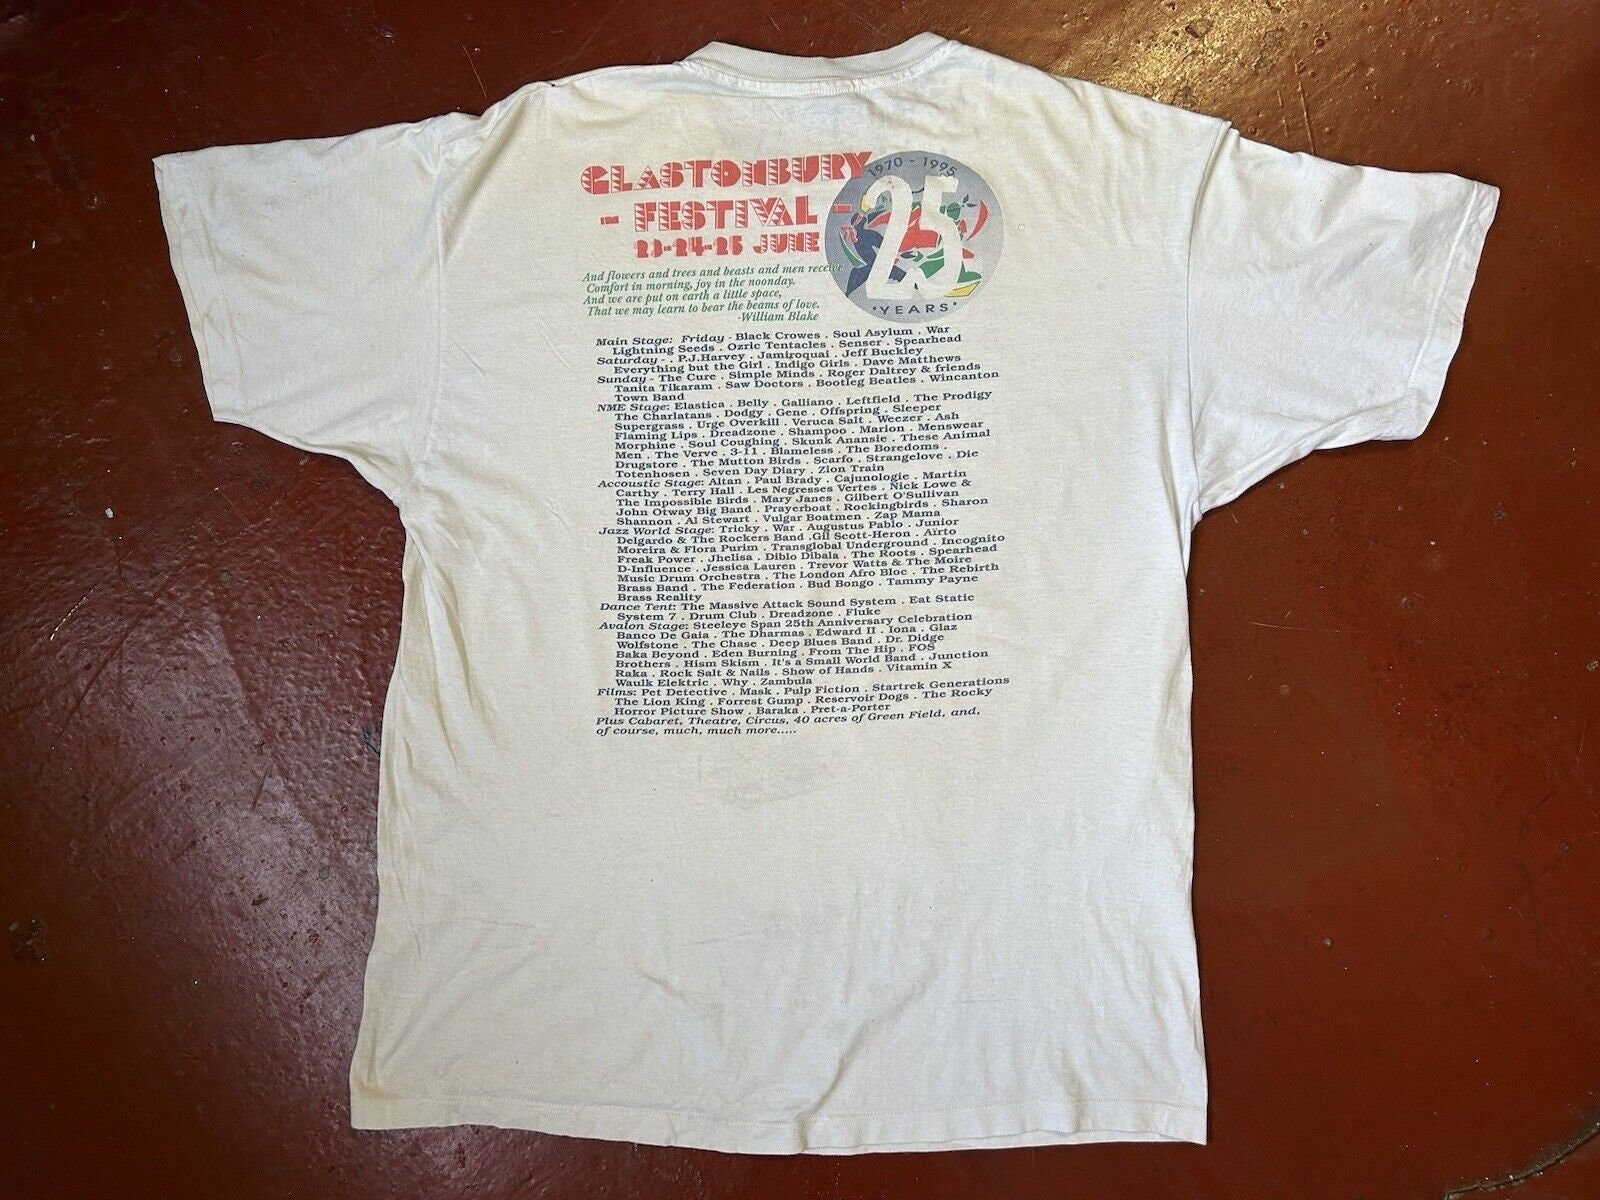 GLASTONBURY
- FESTIVAL -
23-24-25 JUNE
1970 - 1995
25
• YEARS •
And flowers and trees and beasts and men receive
Comfort in morning, joy in the noonday.
And we are put on earth a little space,
That we may learn to bear the beams of love.
-William Blake
Main Stage: Friday - Black Crowes . Soul Asylum . War
Lightning Seeds . Ozric Tentacles . Senser . Spearhead
Saturday - . P.J.Harvey . Jamiroquai . Jeff Buckley
Everything but the Girl . Indigo Girls . Dave Matthews
Sunday - The Cure . Simple Minds . Roger Daltrey & friends
Tanita Tikaram . Saw Doctors . Bootleg Beatles . Wincanton
Town Band
NME Stage: Elastica . Belly . Galliano . Leftfield . The Prodigy
The Charlatans . Dodgy . Gene . Offspring . Sleeper
Supergrass . Urge Overkill . Veruca Salt . Weezer . Ash
Flaming Lips . Dreadzone . Shampoo . Marion . Menswear
Morphine . Soul Coughing . Skunk Anansie . These Animal
Men . The Verve . 3-11 . Blameless . The Boredoms .
Drugstore . The Mutton Birds . Scarfo . Strangelove . Die
Totenhosen . Seven Day Diary . Zion Train
Accoustic Stage: Altan . Paul Brady . Cajunologie . Martin
Carthy . Terry Hall . Les Negresses Vertes . Nick Lowe &
The Impossible Birds . Mary Janes . Gilbert O'Sullivan
John Otway Big Band . Prayerboat . Rockingbirds . Sharon
Shannon . Al Stewart . Vulgar Boatmen . Zap Mama
Jazz World Stage: Tricky . War . Augustus Pablo . Junior
Delgardo & The Rockers Band .Gil Scott-Heron . Aïrto
Moreira & Flora Purim . Transglobal Underground . Incognito
Freak Power . Jhelisa . Diblo Dibala . The Roots . Spearhead
D-Influence . Jessica Lauren . Trevor Watts & The Moire
Music Drum Orchestra . The London Afro Bloc . The Rebirth
Brass Band . The Federation . Bud Bongo . Tammy Payne
Brass Reality
Dance Tent: The Massive Attack Sound System . Eat Static
System 7 . Drum Club . Dreadzone . Fluke
Avalon Stage: Steeleye Span 25th Anniversary Celebration
Banco De Gaia . The Dharmas . Edward II . Iona . Glaz
Wolfstone . The Chase . Deep Blues Band . Dr. Didge
Baka Beyond . Eden Burning . From The Hip . FOS
Brothers . Hism Skism . It's a Small World Band . Junction
Raka . Rock Salt & Nails . Show of Hands . Vitamin X
Waulk Elektric . Why . Zambula
Films: Pet Detective . Mask . Pulp Fiction . Startrek Generations
The Lion King . Forrest Gump . Reservoir Dogs . The Rocky
Horror Picture Show . Baraka . Pret-a-Porter
Plus Cabaret, Theatre, Circus, 40 acres of Green Field, and,
of course, much, much more.....